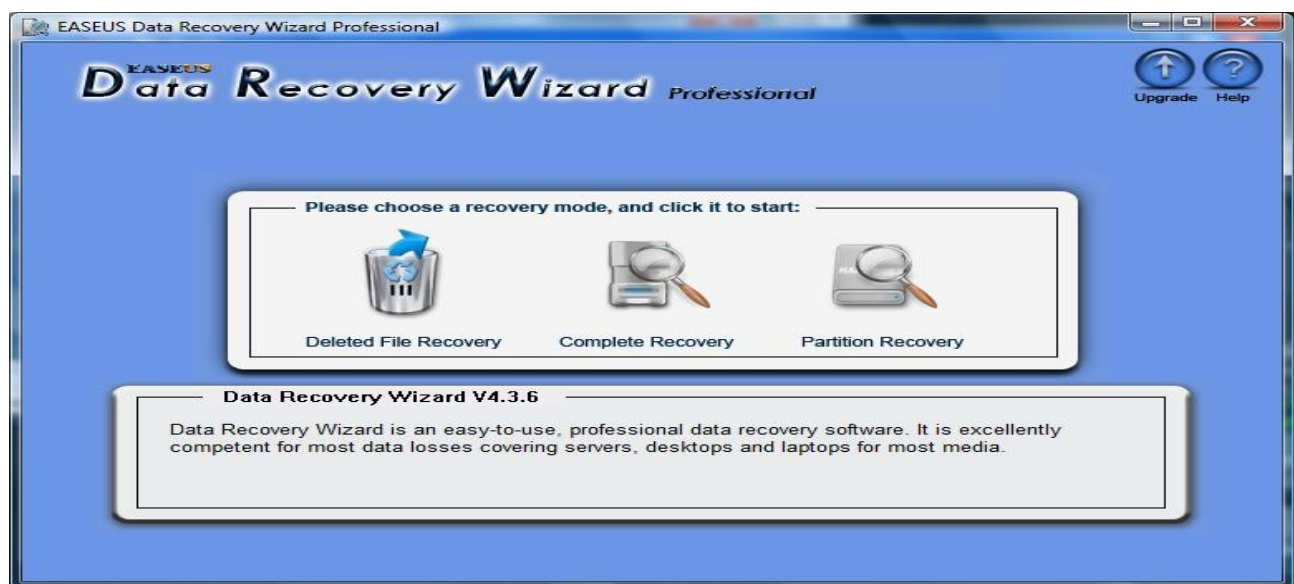 EASEUS Data Recovery Wizard Professional
EASEUS
Data Recovery Wizard Professional
Upgrade Help
Please choose a recovery mode, and click it to start:
Deleted File Recovery Complete Recovery Partition Recovery
Data Recovery Wizard V4.3.6
Data Recovery Wizard is an easy-to-use, professional data recovery software. It is excellently
competent for most data losses covering servers, desktops and laptops for most media.